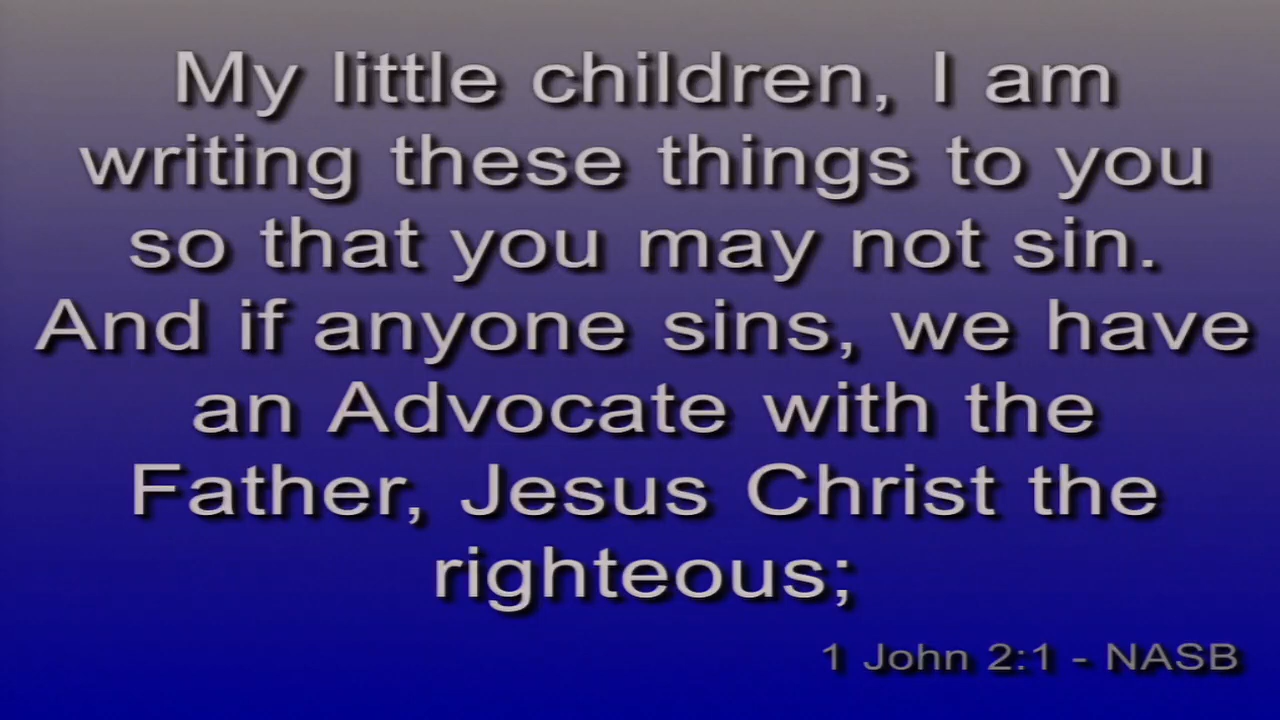 My little children, I am
writing these things to you
so that you may not sin.
And if anyone sins, we have
an Advocate with the
Father, Jesus Christ the
righteous;
1 John 2:1 - NASB